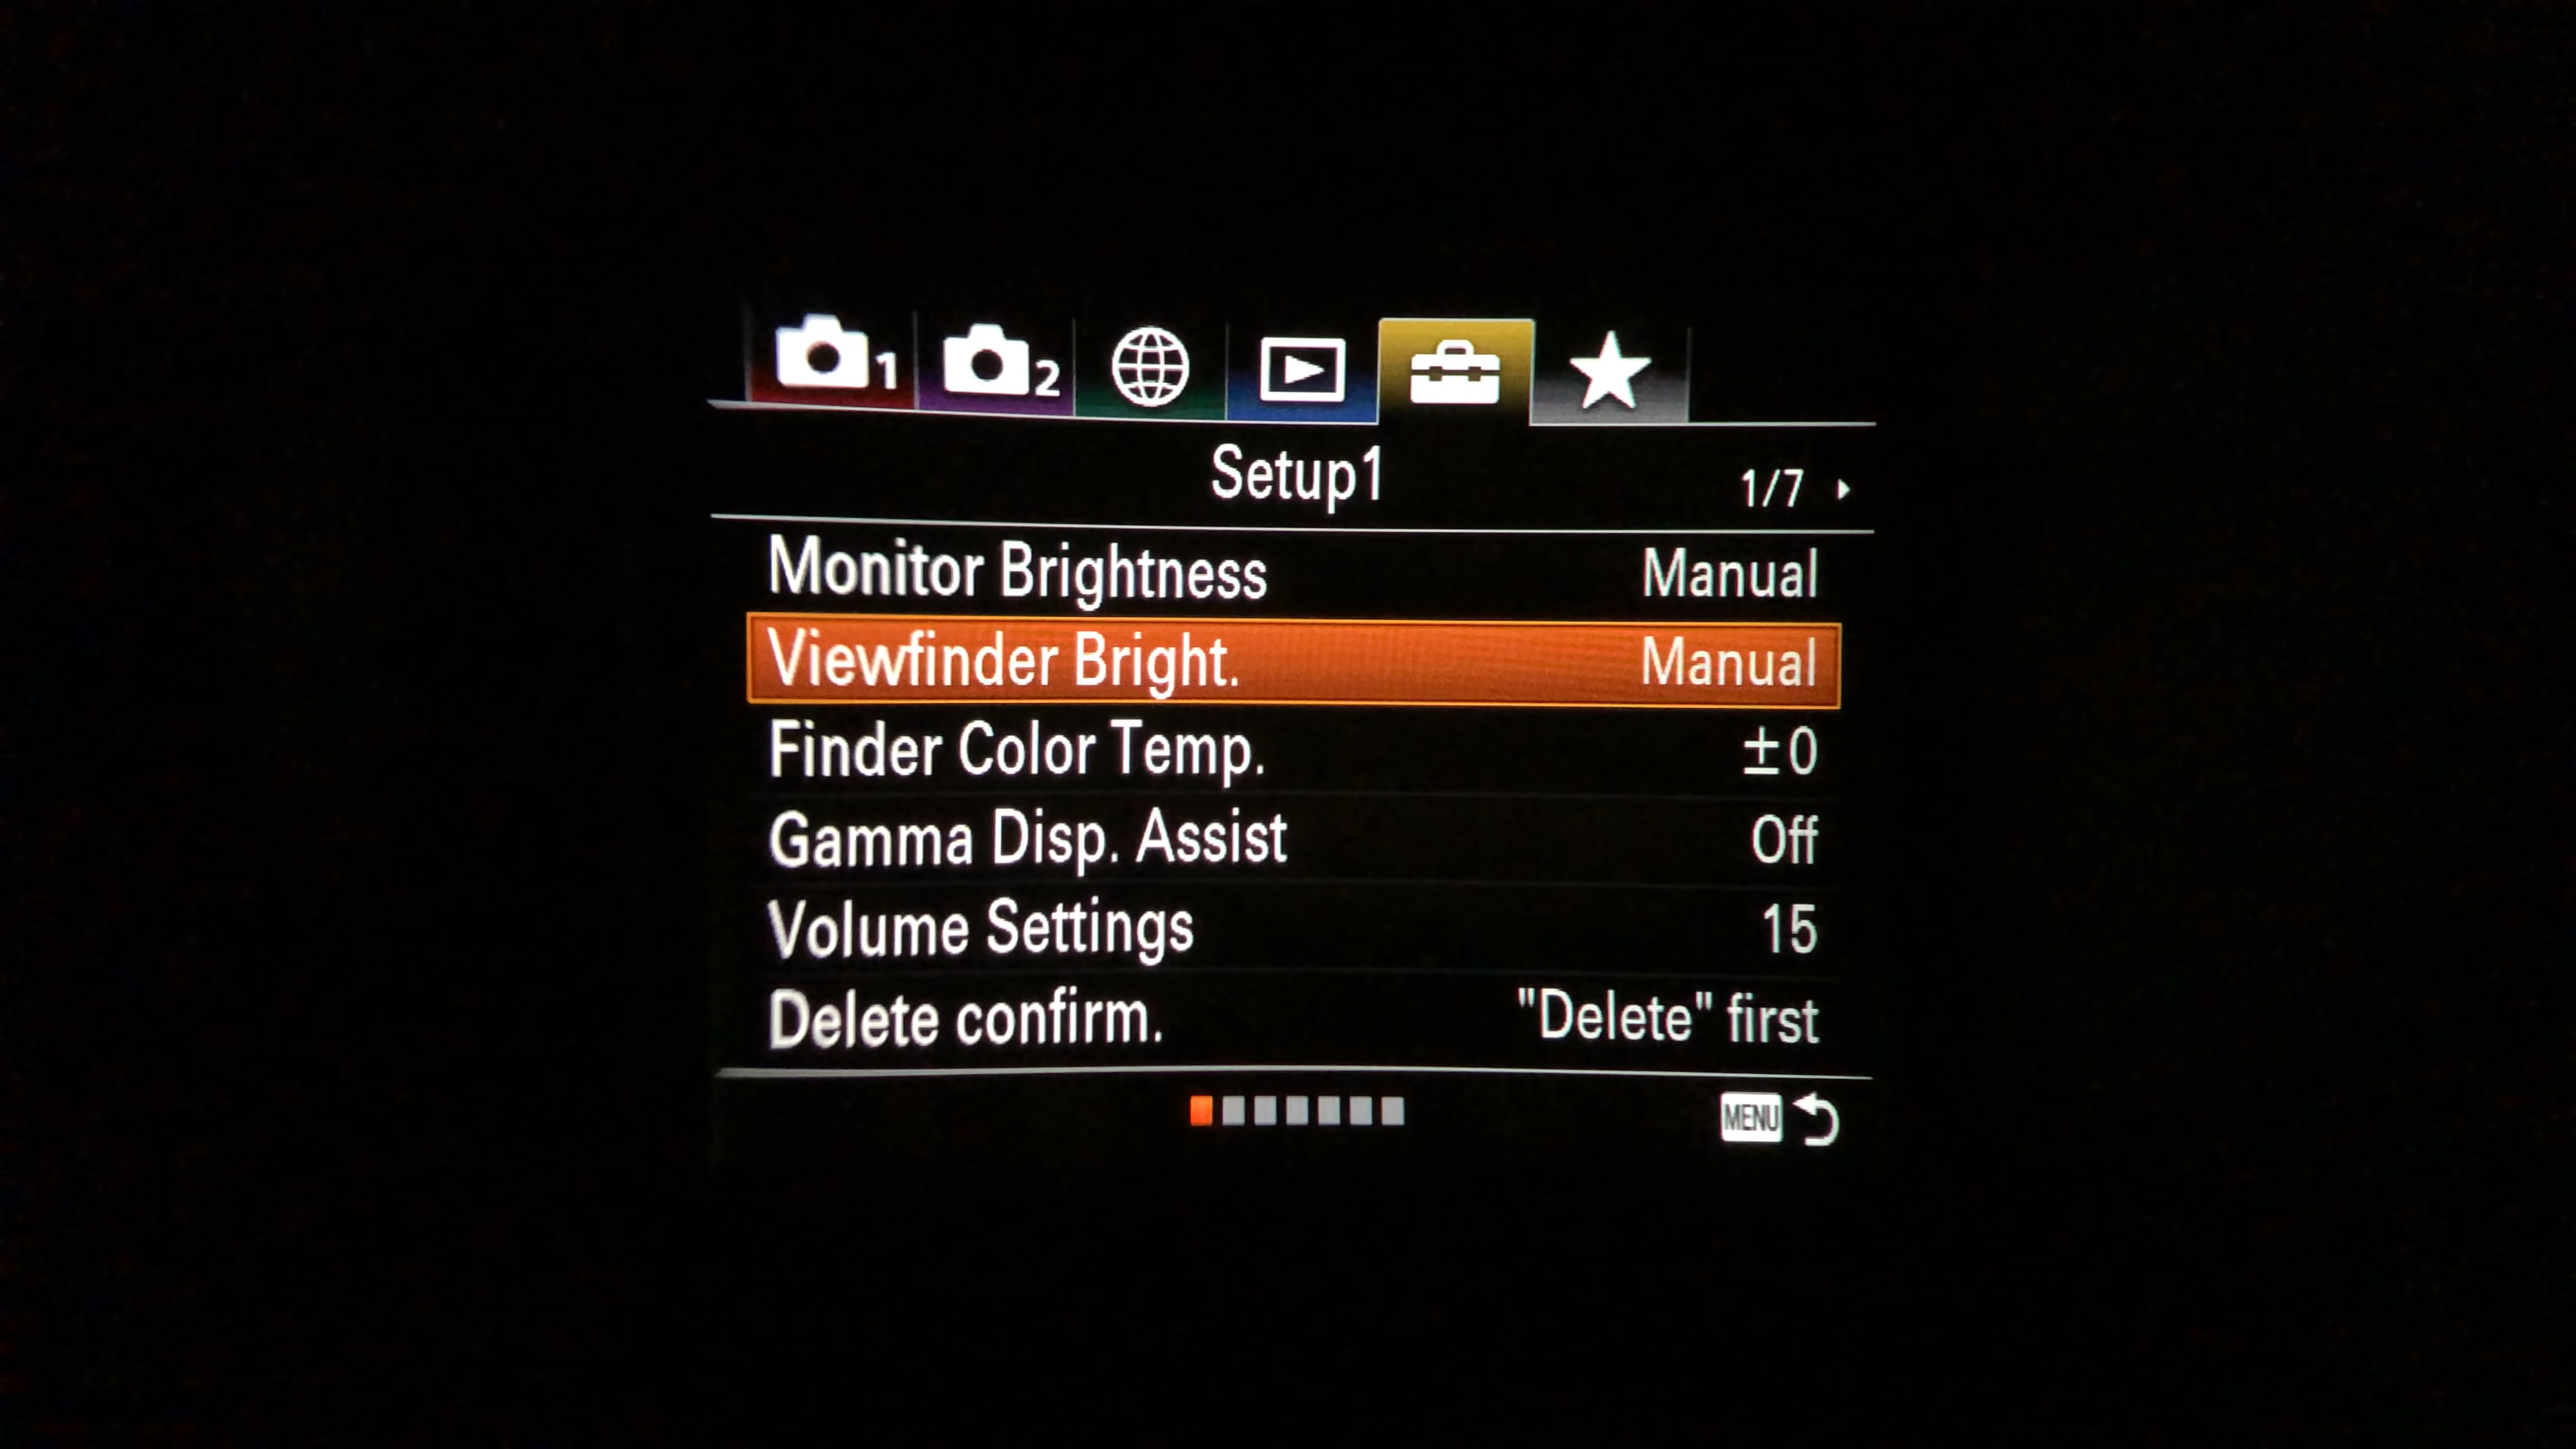 1 2
Setup1 1/7
Monitor Brightness Manual
Viewfinder Bright. Manual
Finder Color Temp. ±0
Gamma Disp. Assist Off
Volume Settings 15
Delete confirm. "Delete" first
MENU